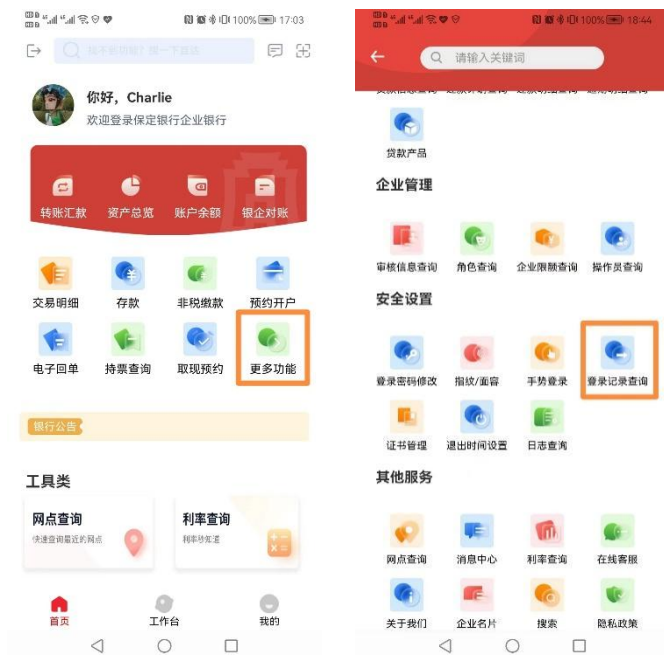 100% 17:03
你好，Charlie
欢迎登录保定银行企业银行
转账汇款 资产总览 账户余额 银企对账
交易明细 存款 非税缴款 预约开户
电子回单 持票查询 取现预约 更多功能
银行公告
工具类
网点查询 利率查询
快速查询最近的网点 利率秒知道
首页 工作台 我的
100% 18:44
请输入关键词
贷款产品
企业管理
审核信息查询 角色查询 企业限额查询 操作员查询
安全设置
登录密码修改 指纹/面容 手势登录 登录记录查询
证书管理 退出时间设置 日志查询
其他服务
网点查询 消息中心 利率查询 在线客服
关于我们 企业名片 搜索 隐私政策